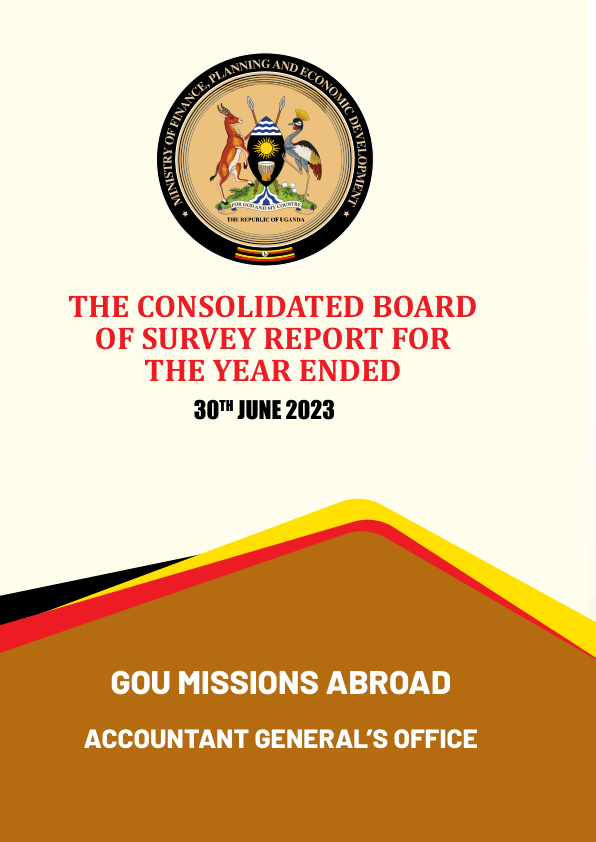 MINISTRY OF FINANCE, PLANNING AND ECONOMIC DEVELOPMENT
FOR GOD AND MY COUNTRY
THE REPUBLIC OF UGANDA
THE CONSOLIDATED BOARD
OF SURVEY REPORT FOR
THE YEAR ENDED
30TH JUNE 2023
GOU MISSIONS ABROAD
ACCOUNTANT GENERAL’S OFFICE